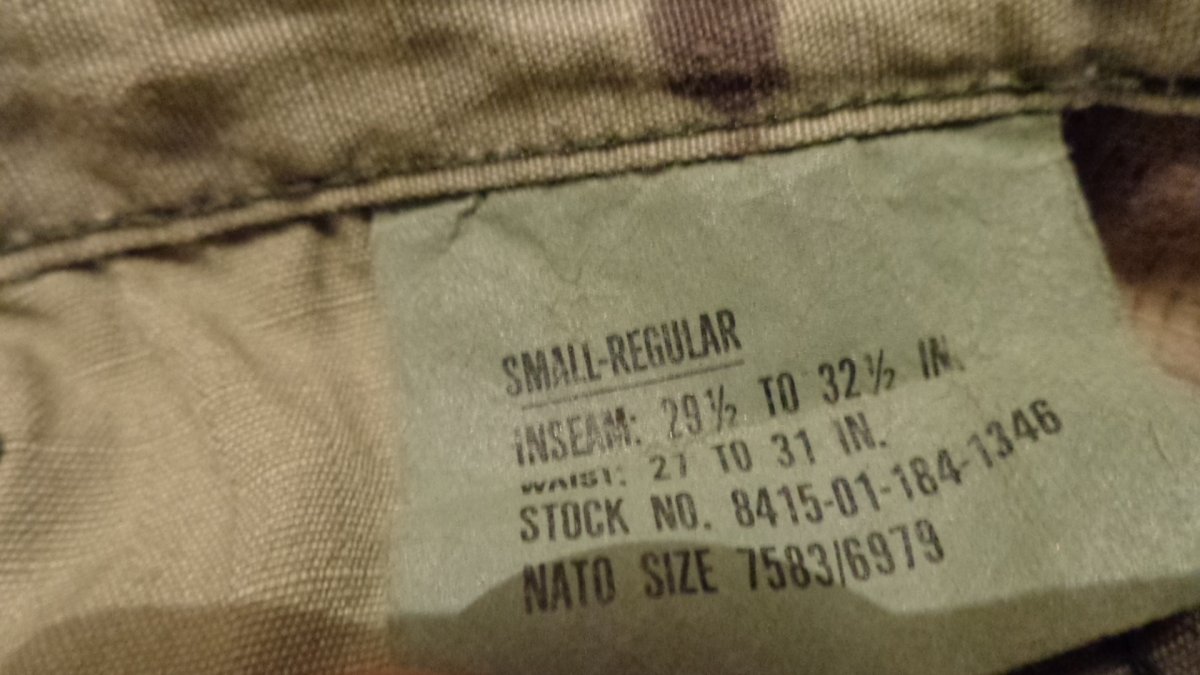 SMALL-REGULAR
INSEAM: 29½ TO 32½ IN.
WAIST: 27 TO 31 IN.
STOCK NO. 8415-01-184-1346
NATO SIZE 7583/6979